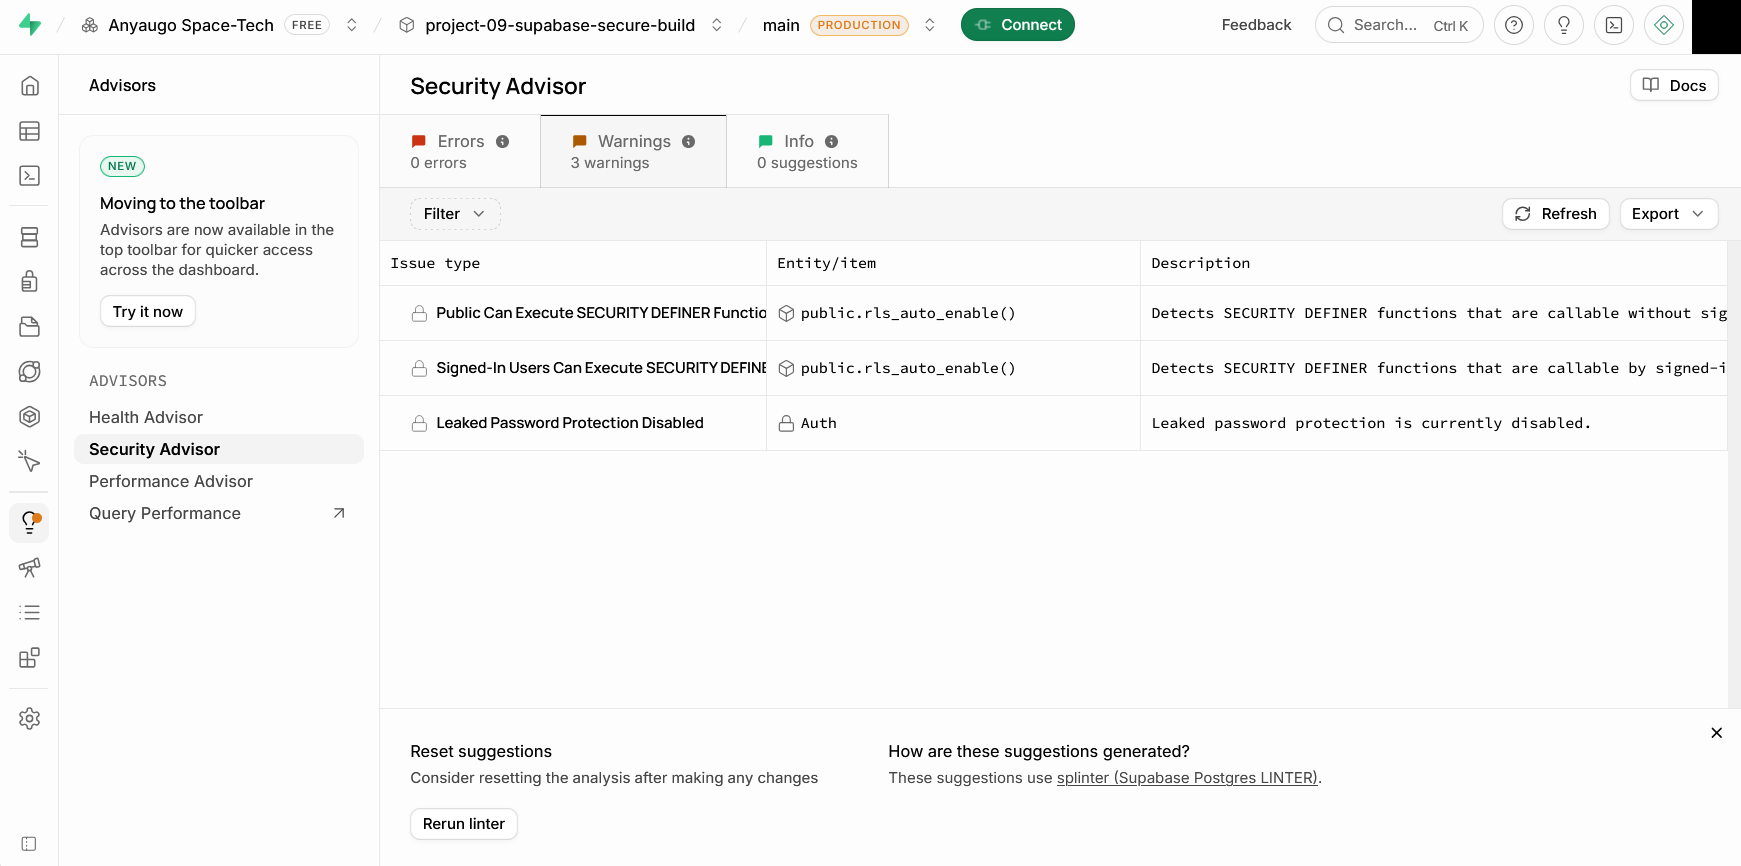 Anyaugo Space-Tech FREE project-09-supabase-secure-build main PRODUCTION Connect Feedback Search... Ctrl K
Advisors
NEW
Moving to the toolbar
Advisors are now available in the
top toolbar for quicker access
across the dashboard.
Try it now
ADVISORS
Health Advisor
Security Advisor
Performance Advisor
Query Performance
Security Advisor
Docs
Errors
0 errors
Warnings
3 warnings
Info
0 suggestions
Filter
Refresh
Export
Issue type Entity/item Description
Public Can Execute SECURITY DEFINER Functio public.rls_auto_enable() Detects SECURITY DEFINER functions that are callable without sig
Signed-In Users Can Execute SECURITY DEFINE public.rls_auto_enable() Detects SECURITY DEFINER functions that are callable by signed-i
Leaked Password Protection Disabled Auth Leaked password protection is currently disabled.
Reset suggestions
Consider resetting the analysis after making any changes
Rerun linter
How are these suggestions generated?
These suggestions use splinter (Supabase Postgres LINTER).